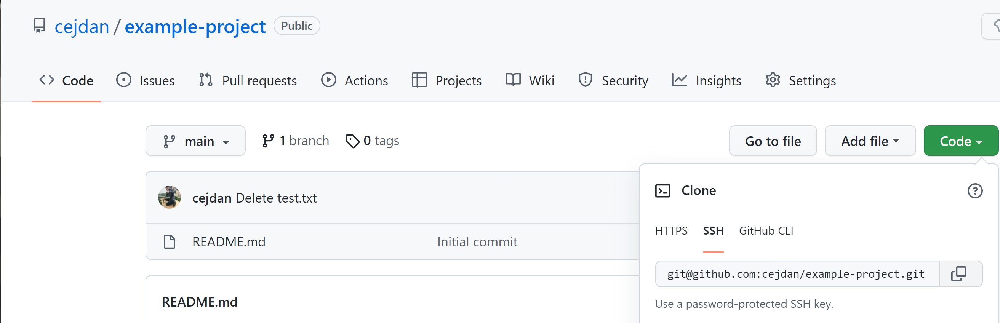 cejdan / example-project Public
Code Issues Pull requests Actions Projects Wiki Security Insights Settings
main 1 branch 0 tags Go to file Add file Code
cejdan Delete test.txt
README.md Initial commit
README.md
Clone
HTTPS SSH GitHub CLI
git@github.com:cejdan/example-project.git
Use a password-protected SSH key.